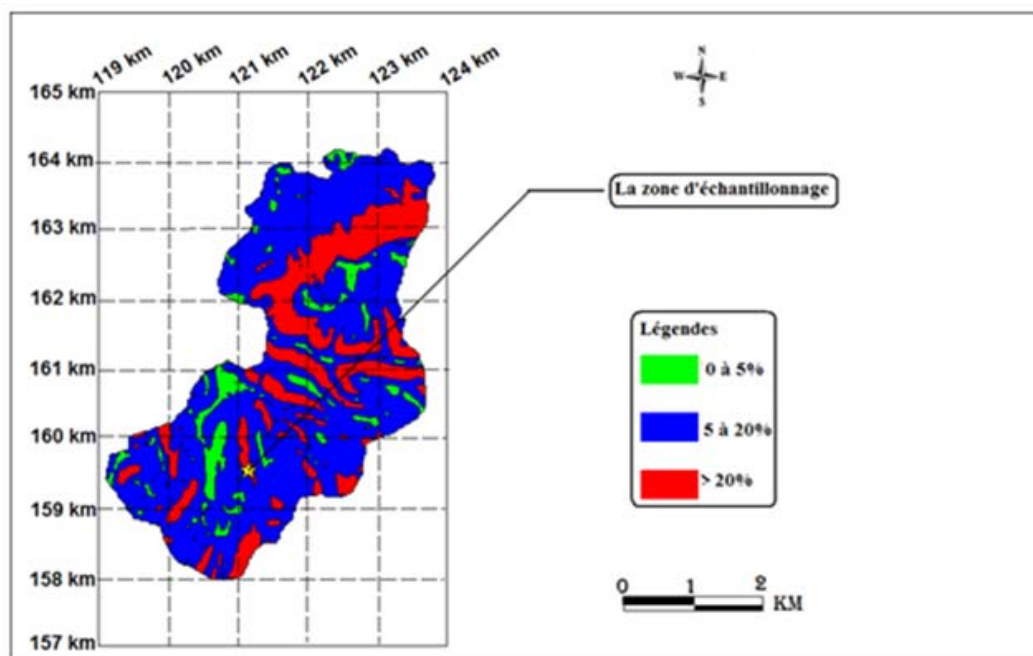 119 km 120 km 121 km 122 km 123 km 124 km
165 km
164 km
163 km
162 km
161 km
160 km
159 km
158 km
157 km
N
W E
S
La zone d'échantillonnage
Légendes
0 à 5%
5 à 20%
> 20%
0 1 2
KM